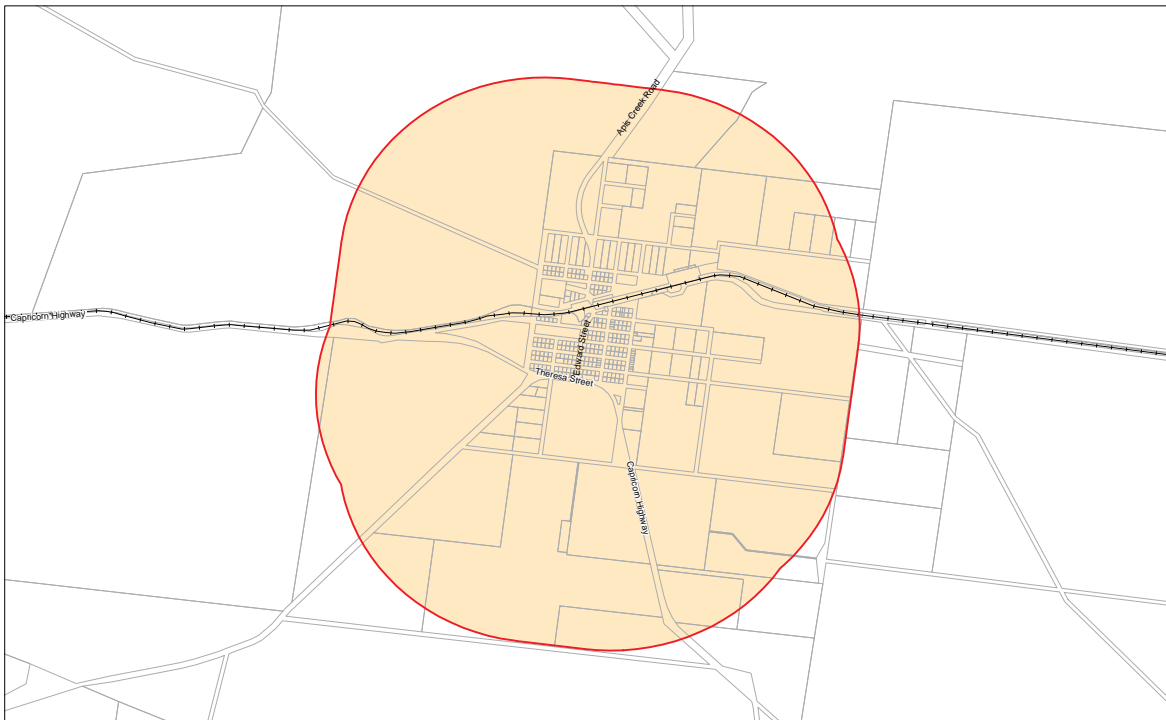 Apis Creek Road
Capricorn Highway
Edward Street
Theresa Street
Capricorn Highway